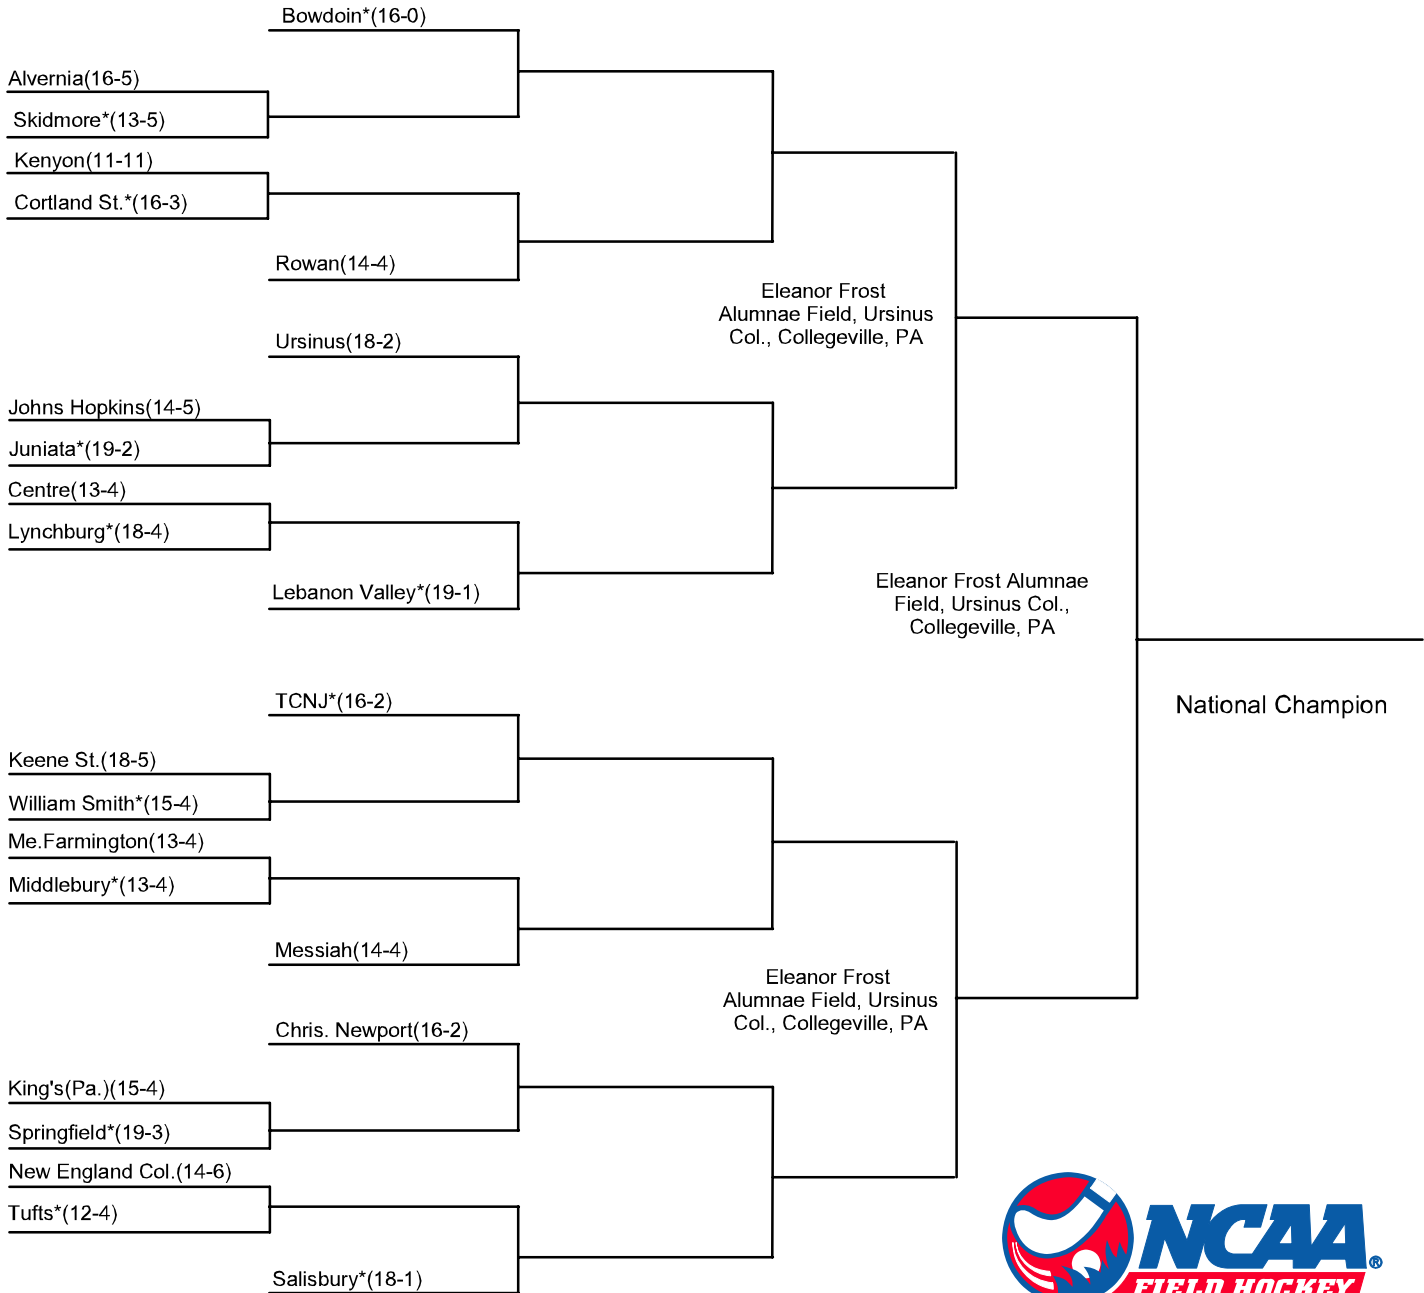 Bowdoin*(16-0)
Alvernia(16-5)
Skidmore*(13-5)
Kenyon(11-11)
Cortland St.*(16-3)
Rowan(14-4)
Eleanor Frost
Alumnae Field, Ursinus
Col., Collegeville, PA
Ursinus(18-2)
Johns Hopkins(14-5)
Juniata*(19-2)
Centre(13-4)
Lynchburg*(18-4)
Lebanon Valley*(19-1)
Eleanor Frost Alumnae
Field, Ursinus Col.,
Collegeville, PA
National Champion
TCNJ*(16-2)
Keene St.(18-5)
William Smith*(15-4)
Me.Farmington(13-4)
Middlebury*(13-4)
Messiah(14-4)
Eleanor Frost
Alumnae Field, Ursinus
Col., Collegeville, PA
Chris. Newport(16-2)
King's(Pa.)(15-4)
Springfield*(19-3)
New England Col.(14-6)
Tufts*(12-4)
Salisbury*(18-1)
NCAA®
FIELD HOCKEY